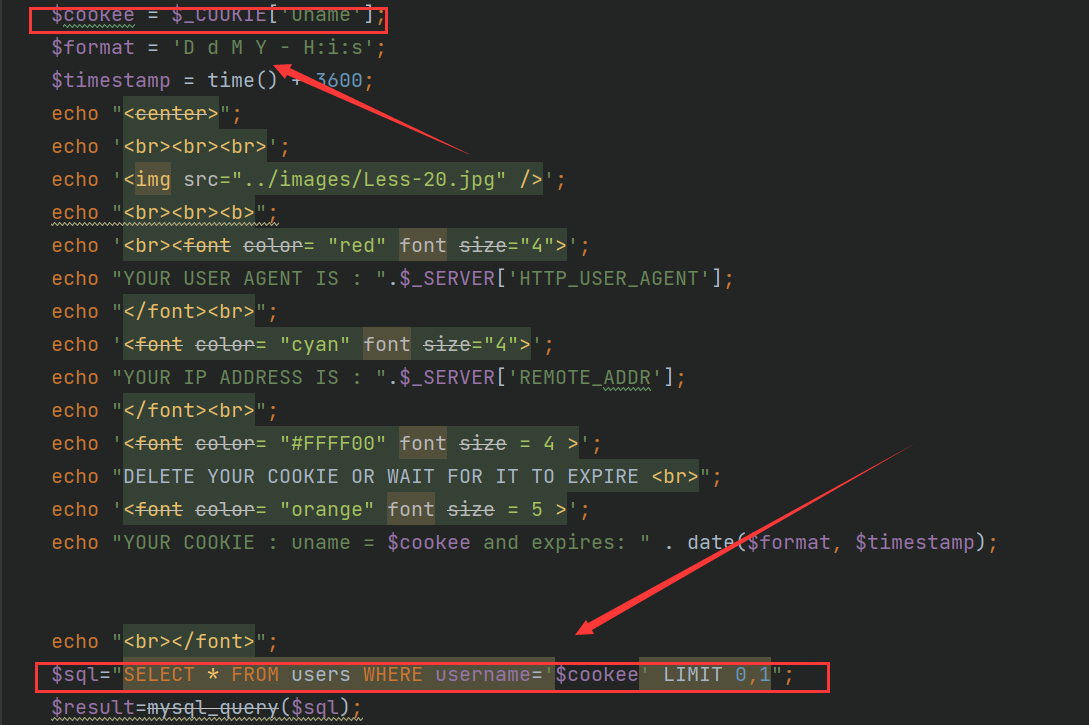 $cookee = $_COOKIE['uname'];
$format = 'D d M Y - H:i:s';
$timestamp = time() + 3600;
echo "<center>";
echo '<br><br><br>';
echo '<img src="../images/Less-20.jpg" />';
echo "<br><br><b>";
echo '<br><font color= "red" font size="4">';
echo "YOUR USER AGENT IS : ".$_SERVER['HTTP_USER_AGENT'];
echo "</font><br>";
echo '<font color= "cyan" font size="4">';
echo "YOUR IP ADDRESS IS : ".$_SERVER['REMOTE_ADDR'];
echo "</font><br>";
echo '<font color= "#FFFF00" font size = 4 >';
echo "DELETE YOUR COOKIE OR WAIT FOR IT TO EXPIRE <br>";
echo '<font color= "orange" font size = 5 >';
echo "YOUR COOKIE : uname = $cookee and expires: " . date($format, $timestamp);
echo "<br></font>";
$sql="SELECT * FROM users WHERE username='$cookee' LIMIT 0,1";
$result=mysql_query($sql);